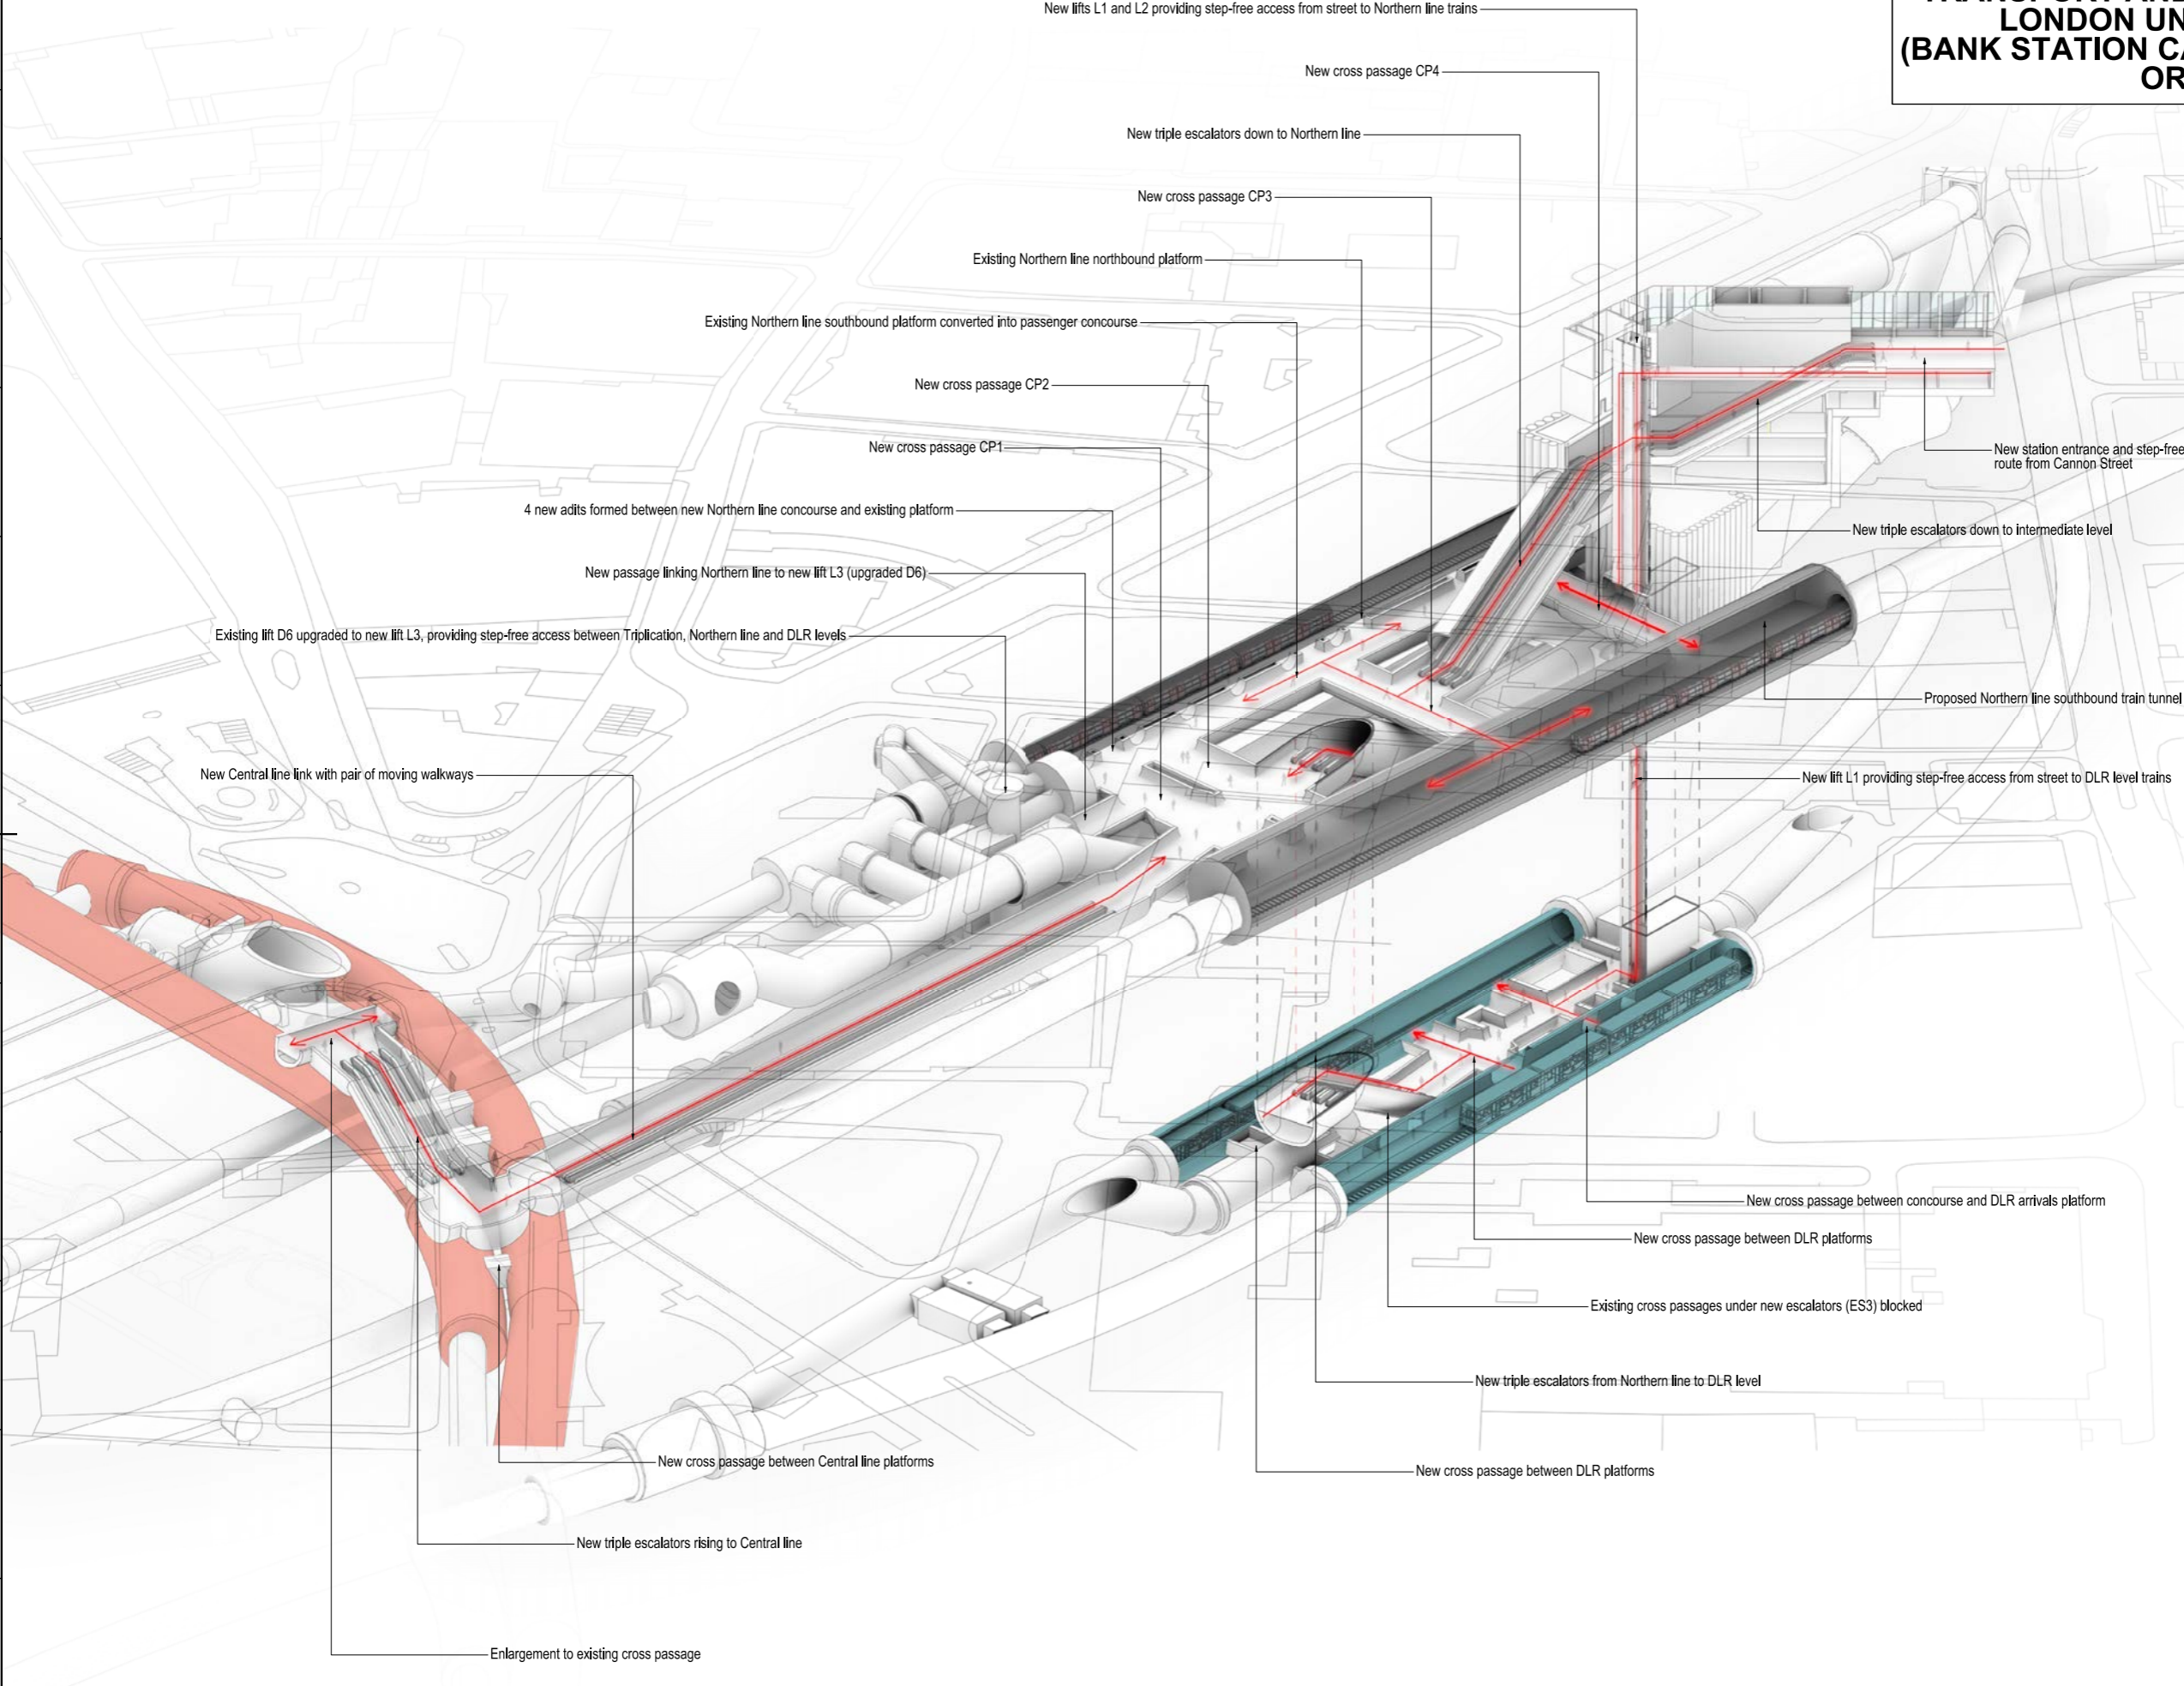 New lifts L1 and L2 providing step-free access from street to Northern line trains
LONDON UN
(BANK STATION CA
OR
New cross passage CP4
New triple escalators down to Northern line
New cross passage CP3
Existing Northern line northbound platform
Existing Northern line southbound platform converted into passenger concourse
New cross passage CP2
New cross passage CP1
New station entrance and step-free
route from Cannon Street
4 new adits formed between new Northern line concourse and existing platform
New triple escalators down to intermediate level
New passage linking Northern line to new lift L3 (upgraded D6)
Existing lift D6 upgraded to new lift L3, providing step-free access between Triplication, Northern line and DLR levels
Proposed Northern line southbound train tunnel
New Central line link with pair of moving walkways
New lift L1 providing step-free access from street to DLR level trains
New cross passage between concourse and DLR arrivals platform
New cross passage between DLR platforms
Existing cross passages under new escalators (ES3) blocked
New triple escalators from Northern line to DLR level
New cross passage between Central line platforms
New cross passage between DLR platforms
New triple escalators rising to Central line
Enlargement to existing cross passage